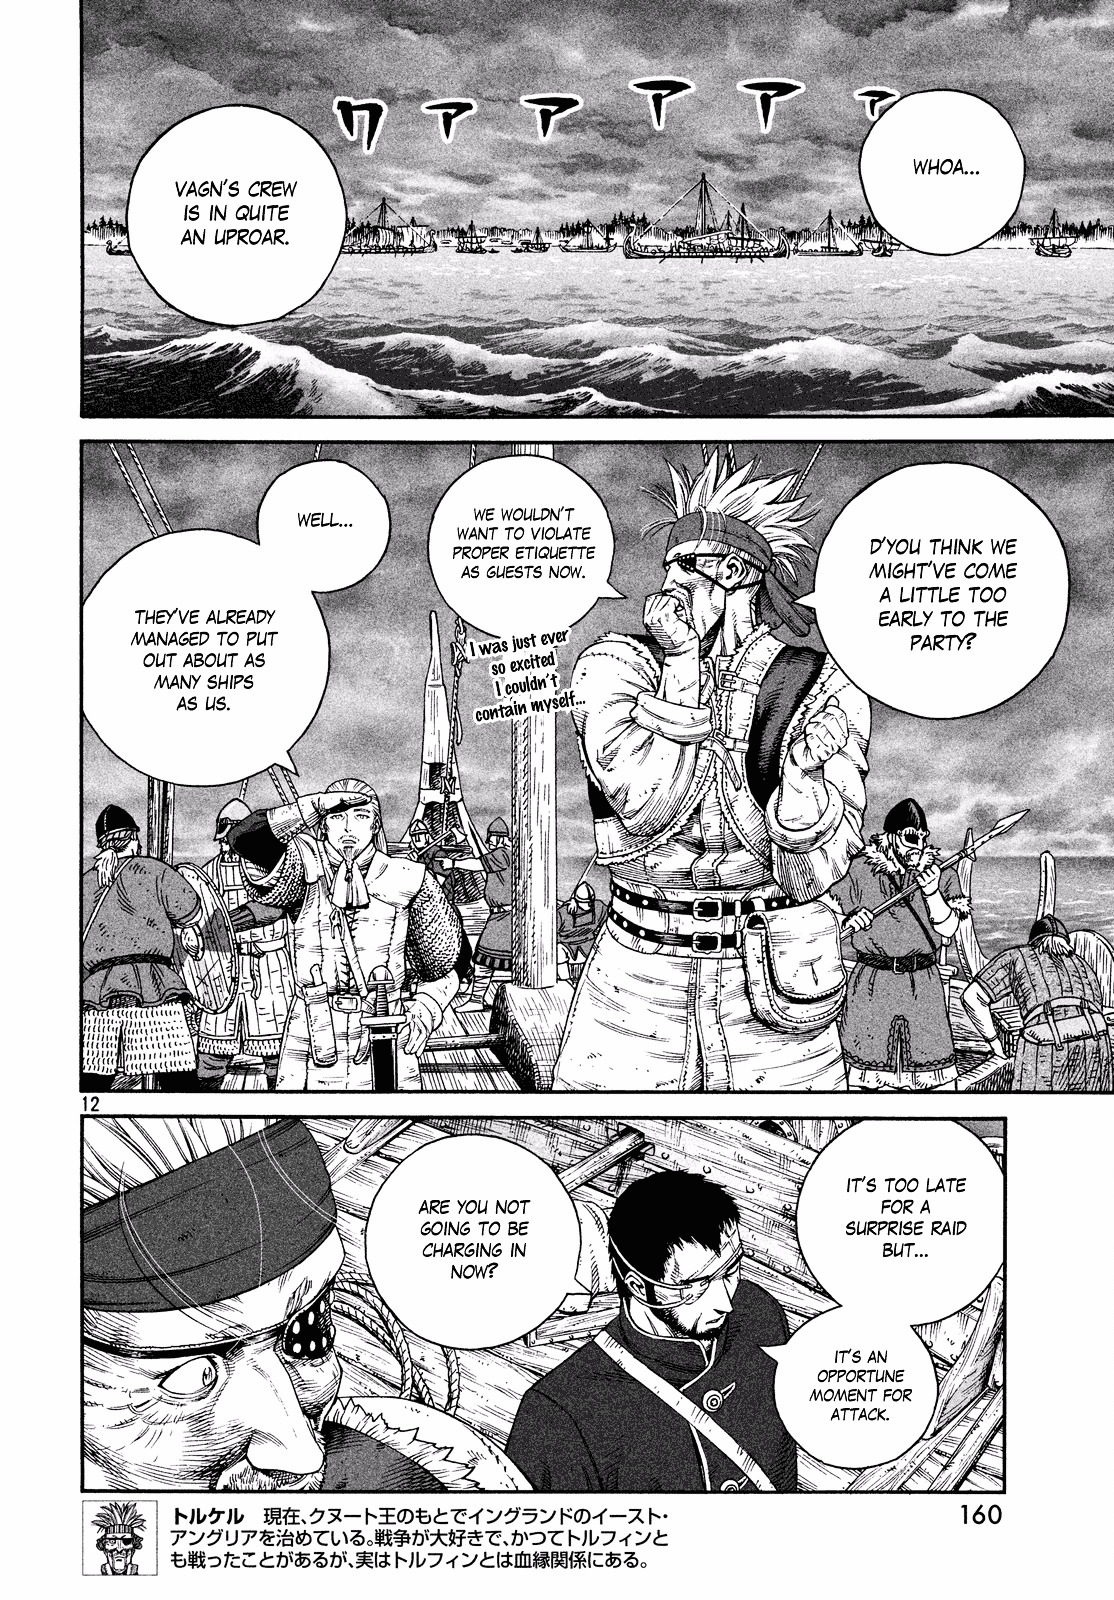 ワァァァァァ
WHOA...
VAGN'S CREW
IS IN QUITE
AN UPROAR.
D'YOU THINK WE
MIGHT'VE COME
A LITTLE TOO
EARLY TO THE
PARTY?
WE WOULDN'T
WANT TO VIOLATE
PROPER ETIQUETTE
AS GUESTS NOW.
I was just ever
so excited
I couldn't
contain myself...
WELL...
THEY'VE ALREADY
MANAGED TO PUT
OUT ABOUT AS
MANY SHIPS
AS US.
12
IT'S TOO LATE
FOR A
SURPRISE RAID
BUT...
IT'S AN
OPPORTUNE
MOMENT FOR
ATTACK.
ARE YOU NOT
GOING TO BE
CHARGING IN
NOW?
160
トルケル 現在、クヌート王のもとでイングランドのイースト・
アングリアを治めている。戦争が大好きで、かつてトルフィンと
も戦ったことがあるが、実はトルフィンとは血縁関係にある。